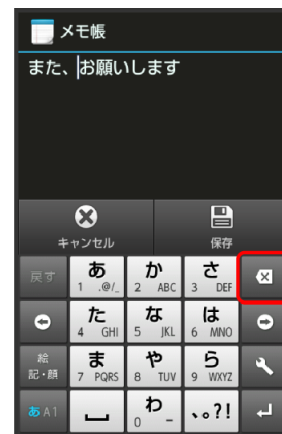 メモ帳
また、お願いします
キャンセル 保存
戻す あ 1 .@/_ か 2 ABC さ 3 DEF
た 4 GHI な 5 JKL は 6 MNO
絵記・顔 ま 7 PQRS や 8 TUV ら 9 WXYZ
あA1 わ 0 - 、。?!